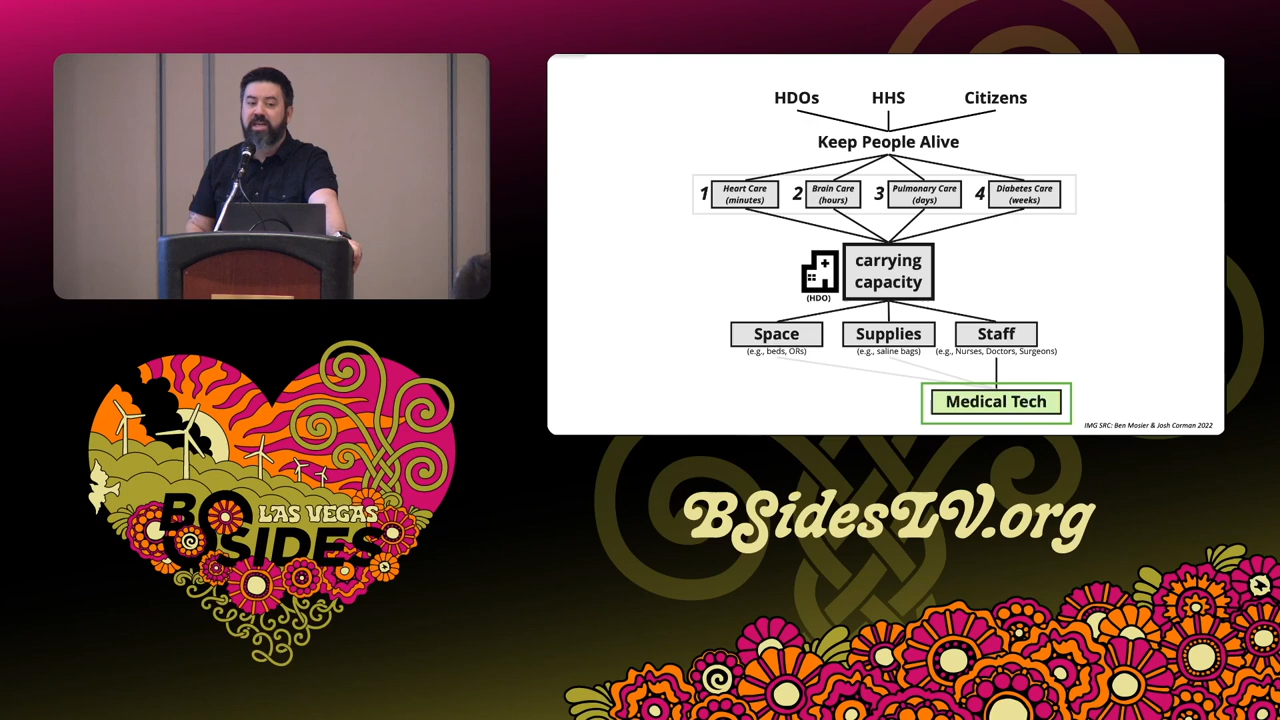 HDOs HHS Citizens
Keep People Alive
1 Heart Care 2 Brain Care 3 Pulmonary Care 4 Diabetes Care
(minutes) (hours) (days) (weeks)
carrying
capacity
(HDO)
Space Supplies Staff
(e.g., beds, ORs) (e.g., saline bags) (e.g., Nurses, Doctors, Surgeons)
Medical Tech
IMG SRC: Ben Mosier & Josh Corman 2022
LAS VEGAS
BSIDES
BSidesLV.org